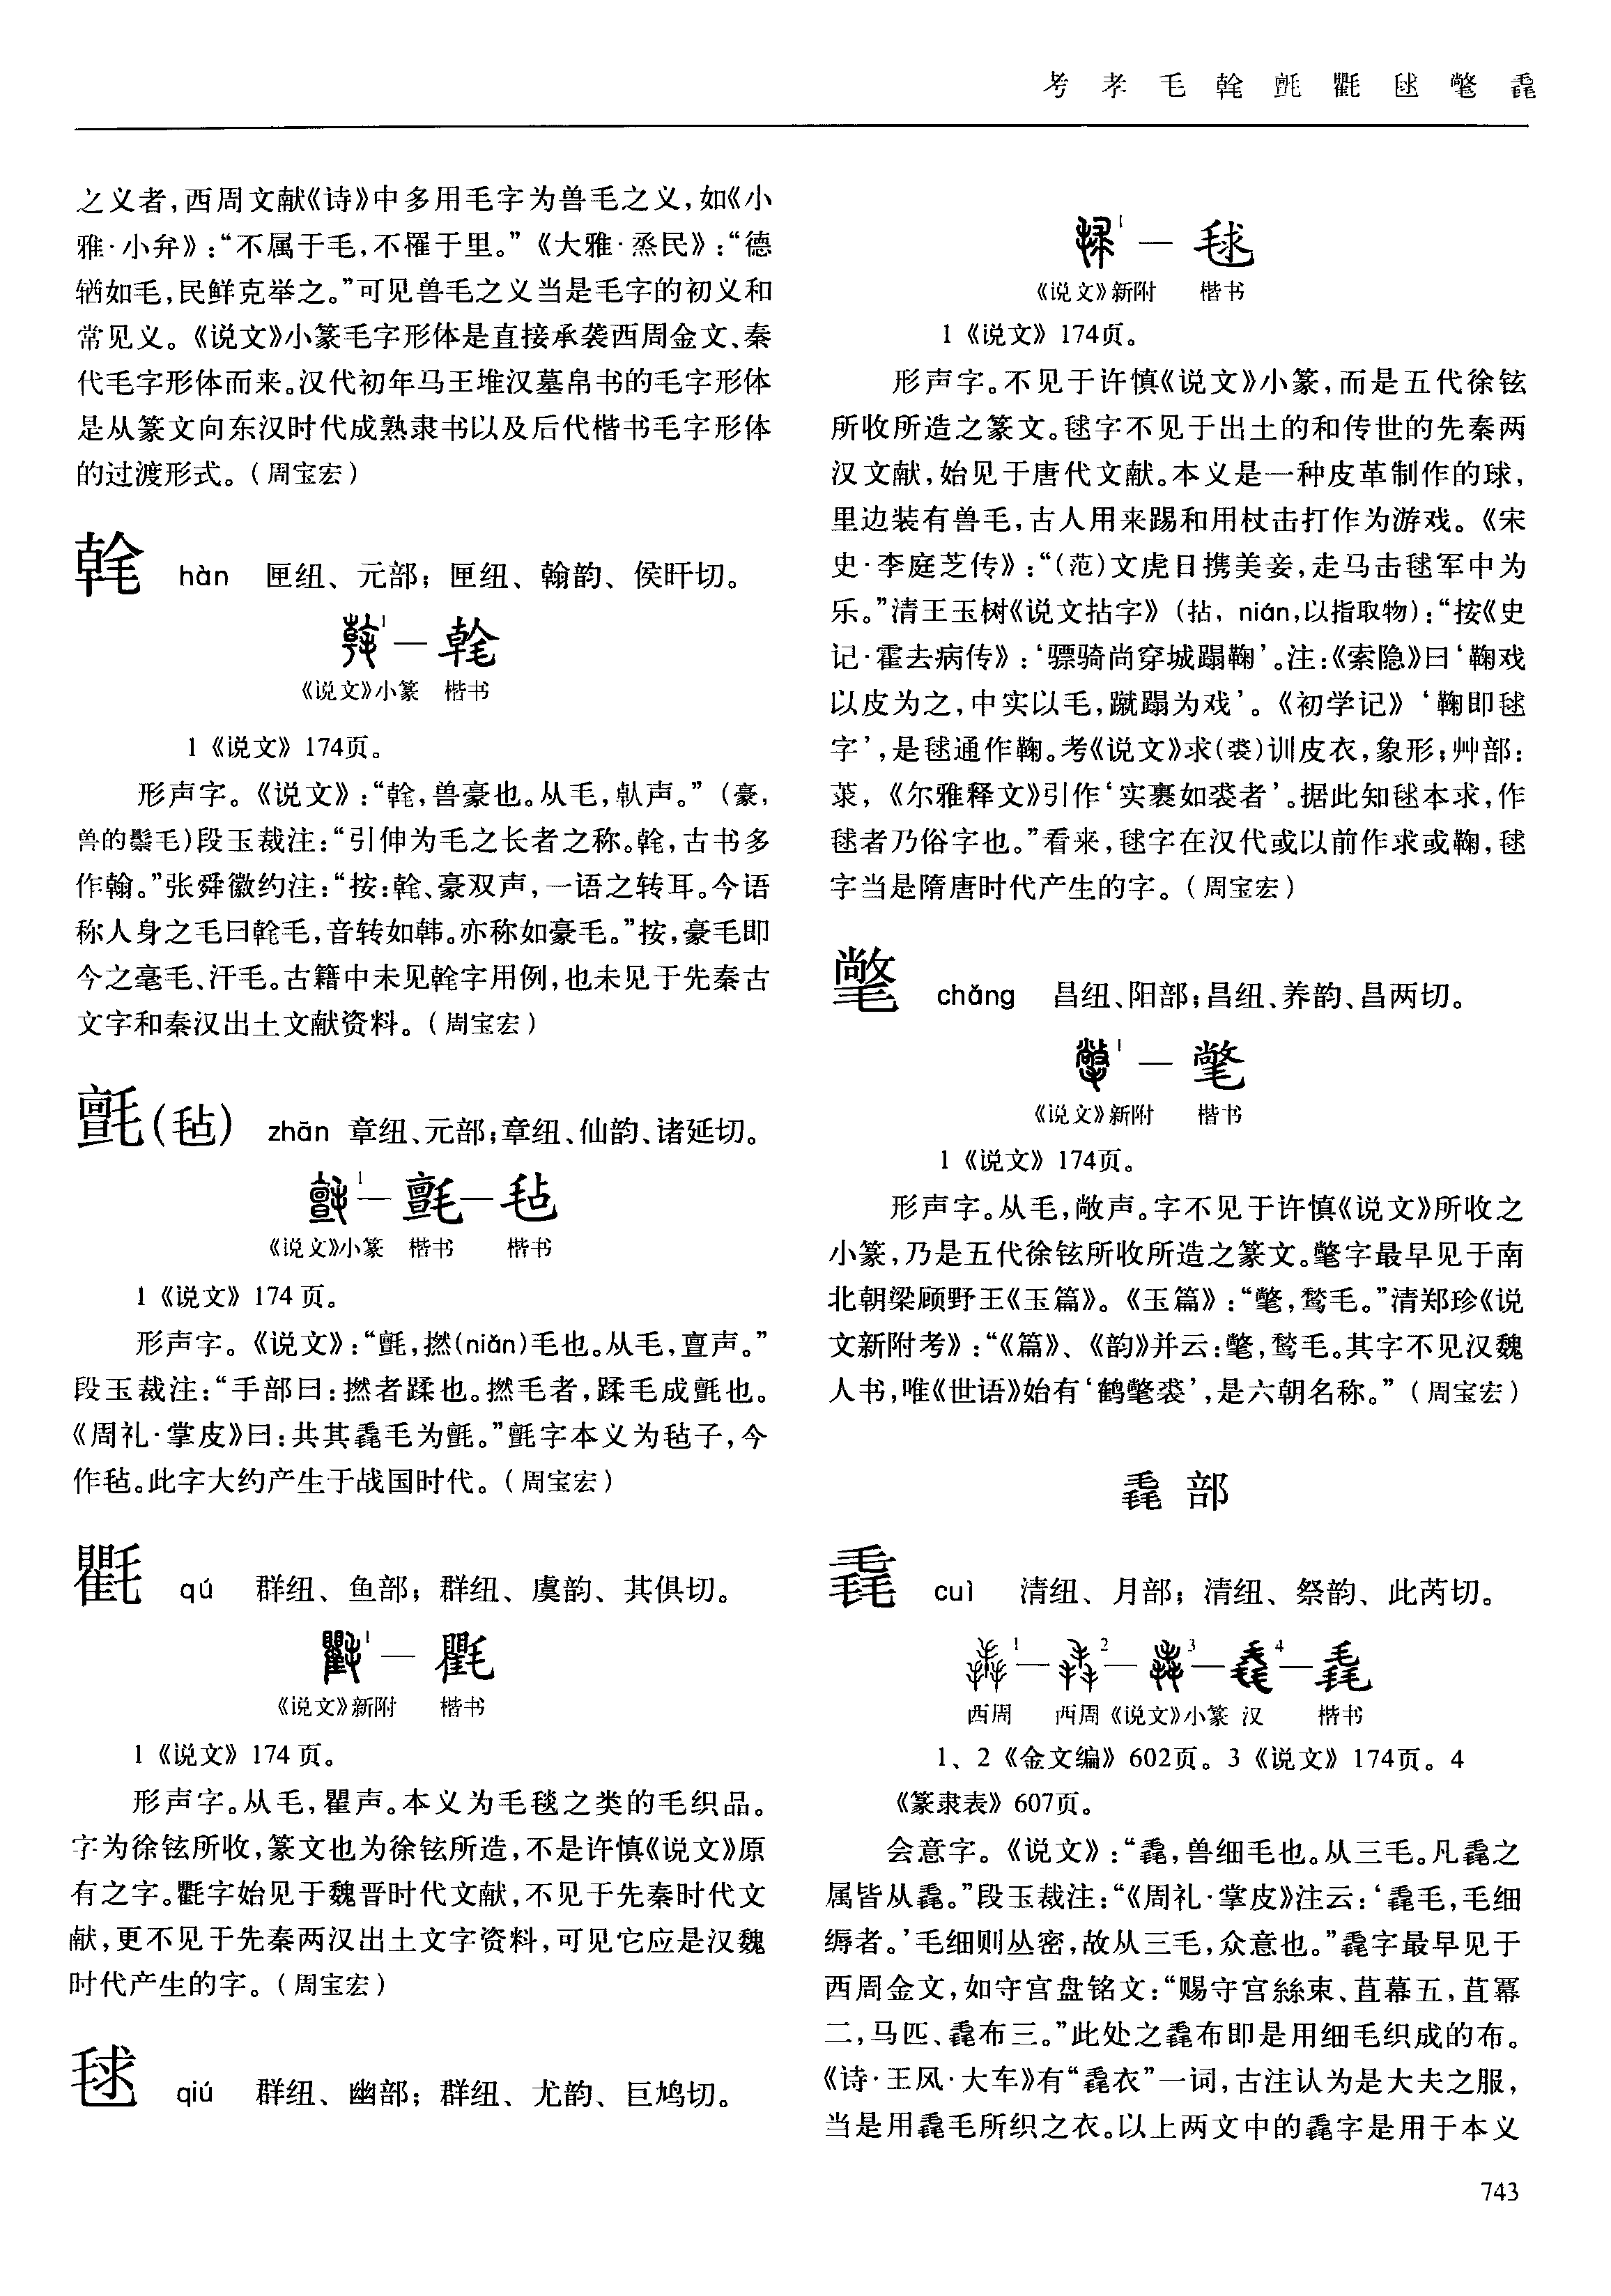 考 孝 毛 毨 氈 氍 毬 氅 毳
之义者,西周文献《诗》中多用毛字为兽毛之义,如《小
雅·小弁》:“不属于毛,不罹于里。”《大雅·烝民》:“德
𬨎如毛,民鲜克举之。”可见兽毛之义当是毛字的初义和
常见义。《说文》小篆毛字形体是直接承袭西周金文、秦
代毛字形体而来。汉代初年马王堆汉墓帛书的毛字形体
是从篆文向东汉时代成熟隶书以及后代楷书毛字形体
的过渡形式。(周宝宏)
hàn 匣纽、元部;匣纽、翰韵、侯旰切。
1—
《说文》小篆 楷书
1《说文》174页。
形声字。《说文》:“𣮪,兽豪也。从毛,倝声。”(豪,
兽的鬃毛)段玉裁注:“引伸为毛之长者之称。𣮪,古书多
作翰。”张舜徽约注:“按:𣮪、豪双声,一语之转耳。今语
称人身之毛曰𣮪毛,音转如韩。亦称如豪毛。”按,豪毛即
今之毫毛、汗毛。古籍中未见𣮪字用例,也未见于先秦古
文字和秦汉出土文献资料。(周宝宏)
氈(毡) zhān 章纽、元部;章纽、仙韵、诸延切。
1—氈—毡
《说文》小篆 楷书 楷书
1《说文》174页。
形声字。《说文》:“氈,撚(niǎn)毛也。从毛,亶声。”
段玉裁注:“手部曰:撚者蹂也。撚毛者,蹂毛成氈也。
《周礼·掌皮》曰:共其毳毛为氈。”氈字本义为毡子,今
作毡。此字大约产生于战国时代。(周宝宏)
氍 qú 群纽、鱼部;群纽、虞韵、其俱切。
1—氍
《说文》新附 楷书
1《说文》174页。
形声字。从毛,瞿声。本义为毛毯之类的毛织品。
字为徐铉所收,篆文也为徐铉所造,不是许慎《说文》原
有之字。氍字始见于魏晋时代文献,不见于先秦时代文
献,更不见于先秦两汉出土文字资料,可见它应是汉魏
时代产生的字。(周宝宏)
毬 qiú 群纽、幽部;群纽、尤韵、巨鸠切。
1—毬
《说文》新附 楷书
1《说文》174页。
形声字。不见于许慎《说文》小篆,而是五代徐铉
所收所造之篆文。毬字不见于出土的和传世的先秦两
汉文献,始见于唐代文献。本义是一种皮革制作的球,
里边装有兽毛,古人用来踢和用杖击打作为游戏。《宋
史·李庭芝传》:“(范)文虎日携美妾,走马击毬军中为
乐。”清王玉树《说文拈字》(拈,nián,以指取物):“按《史
记·霍去病传》:‘骠骑尚穿城蹋鞠’。注:《索隐》曰‘鞠戏
以皮为之,中实以毛,蹴蹋为戏’。《初学记》‘鞠即毬
字’,是毬通作鞠。考《说文》求(裘)训皮衣,象形;艸部:
莍,《尔雅释文》引作‘实裹如裘者’。据此知毬本求,作
毬者乃俗字也。”看来,毬字在汉代或以前作求或鞠,毬
字当是隋唐时代产生的字。(周宝宏)
氅 chǎng 昌纽、阳部;昌纽、养韵、昌两切。
1—氅
《说文》新附 楷书
1《说文》174页。
形声字。从毛,敞声。字不见于许慎《说文》所收之
小篆,乃是五代徐铉所收所造之篆文。氅字最早见于南
北朝梁顾野王《玉篇》。《玉篇》:“氅,鹙毛。”清郑珍《说
文新附考》:“《篇》、《韵》并云:氅,鹙毛。其字不见汉魏
人书,唯《世语》始有‘鹤氅裘’,是六朝名称。”(周宝宏)
毳 部
毳 cuì 清纽、月部;清纽、祭韵、此芮切。
1—2—3—毳4—毳
西周 西周《说文》小篆 汉 楷书
1、2《金文编》602页。3《说文》174页。4
《篆隶表》607页。
会意字。《说文》:“毳,兽细毛也。从三毛。凡毳之
属皆从毳。”段玉裁注:“《周礼·掌皮》注云:‘毳毛,毛细
缛者。’毛细则丛密,故从三毛,众意也。”毳字最早见于
西周金文,如守宫盘铭文:“赐守宫絲束、苴幕五,苴幂
二,马匹、毳布三。”此处之毳布即是用细毛织成的布。
《诗·王风·大车》有“毳衣”一词,古注认为是大夫之服,
当是用毳毛所织之衣。以上两文中的毳字是用于本义
743